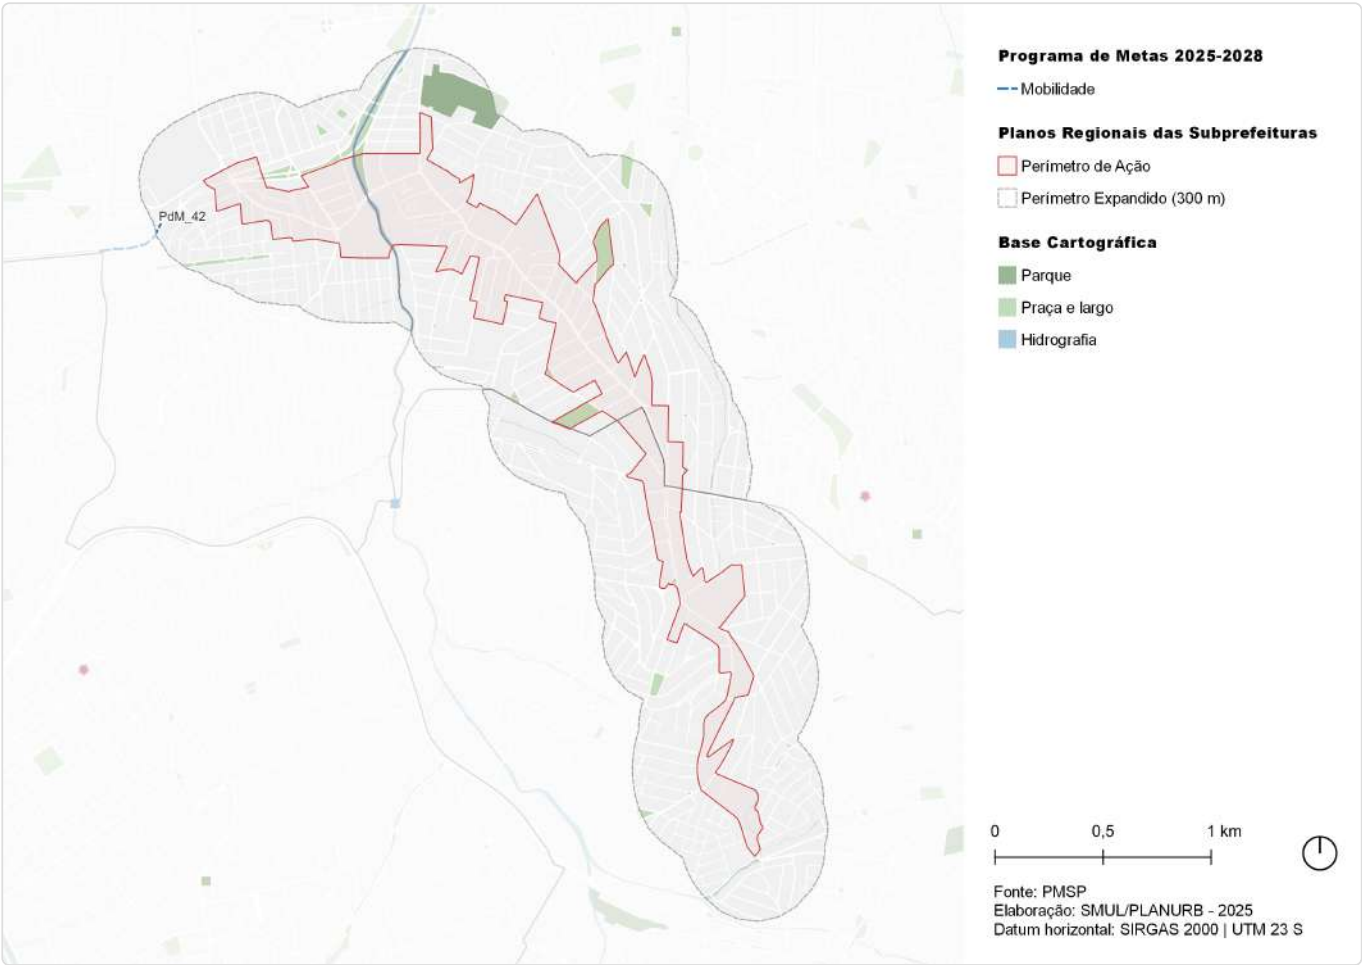 PdM_42
Programa de Metas 2025-2028
Mobilidade
Planos Regionais das Subprefeituras
Perímetro de Ação
Perímetro Expandido (300 m)
Base Cartográfica
Parque
Praça e largo
Hidrografia
0 0,5 1 km
Fonte: PMSP
Elaboração: SMUL/PLANURB - 2025
Datum horizontal: SIRGAS 2000 | UTM 23 S